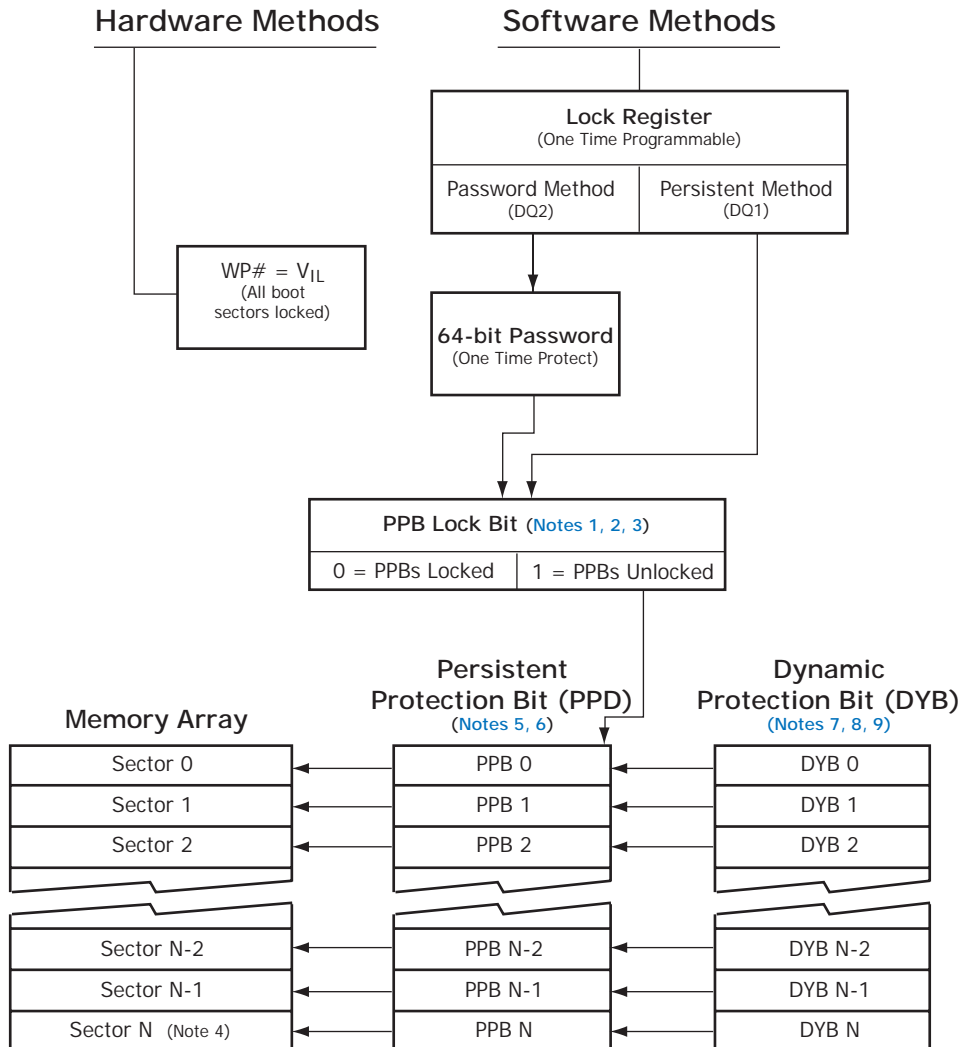 Hardware Methods
Software Methods
Lock Register
(One Time Programmable)
Password Method
(DQ2)
Persistent Method
(DQ1)
WP# = VIL
(All boot
sectors locked)
64-bit Password
(One Time Protect)
PPB Lock Bit (Notes 1, 2, 3)
0 = PPBs Locked
1 = PPBs Unlocked
Memory Array
Persistent
Protection Bit (PPD)
(Notes 5, 6)
Dynamic
Protection Bit (DYB)
(Notes 7, 8, 9)
Sector 0
PPB 0
DYB 0
Sector 1
PPB 1
DYB 1
Sector 2
PPB 2
DYB 2
Sector N-2
PPB N-2
DYB N-2
Sector N-1
PPB N-1
DYB N-1
Sector N (Note 4)
PPB N
DYB N